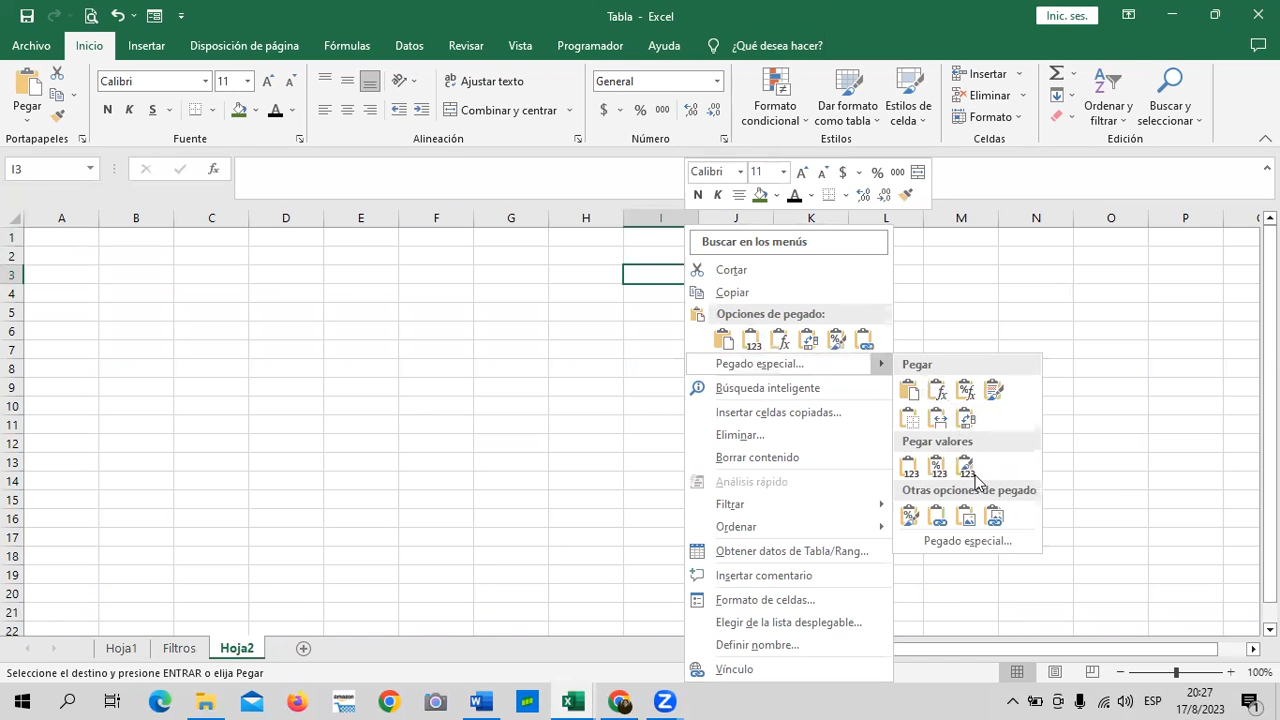 Tabla - Excel
Inic. ses.
Archivo Inicio Insertar Disposición de página Fórmulas Datos Revisar Vista Programador Ayuda ¿Qué desea hacer?
Pegar
Calibri 11
N K S
Ajustar texto
Combinar y centrar
General
$ % 000
Formato condicional
Dar formato como tabla
Estilos de celda
Insertar
Eliminar
Formato
Ordenar y filtrar
Buscar y seleccionar
Portapapeles Fuente Alineación Número Estilos Celdas Edición
I3
fx
Calibri 11 $ % 000
N K A
A B C D E F G H I J K L M N O P
1
2
3
4
5
6
7
8
9
10
11
12
13
14
15
16
17
18
19
20
21
22
Buscar en los menús
Cortar
Copiar
Opciones de pegado:
Pegado especial...
Búsqueda inteligente
Insertar celdas copiadas...
Eliminar...
Borrar contenido
Análisis rápido
Filtrar
Ordenar
Obtener datos de Tabla/Rang...
Insertar comentario
Formato de celdas...
Elegir de la lista desplegable...
Definir nombre...
Vínculo
Pegar
Pegar valores
Otras opciones de pegado
Pegado especial...
Hoja1 Filtros Hoja2
Seleccione el destino y presione ENTRAR o elija Pegar
100%
ESP
20:27
17/8/2023